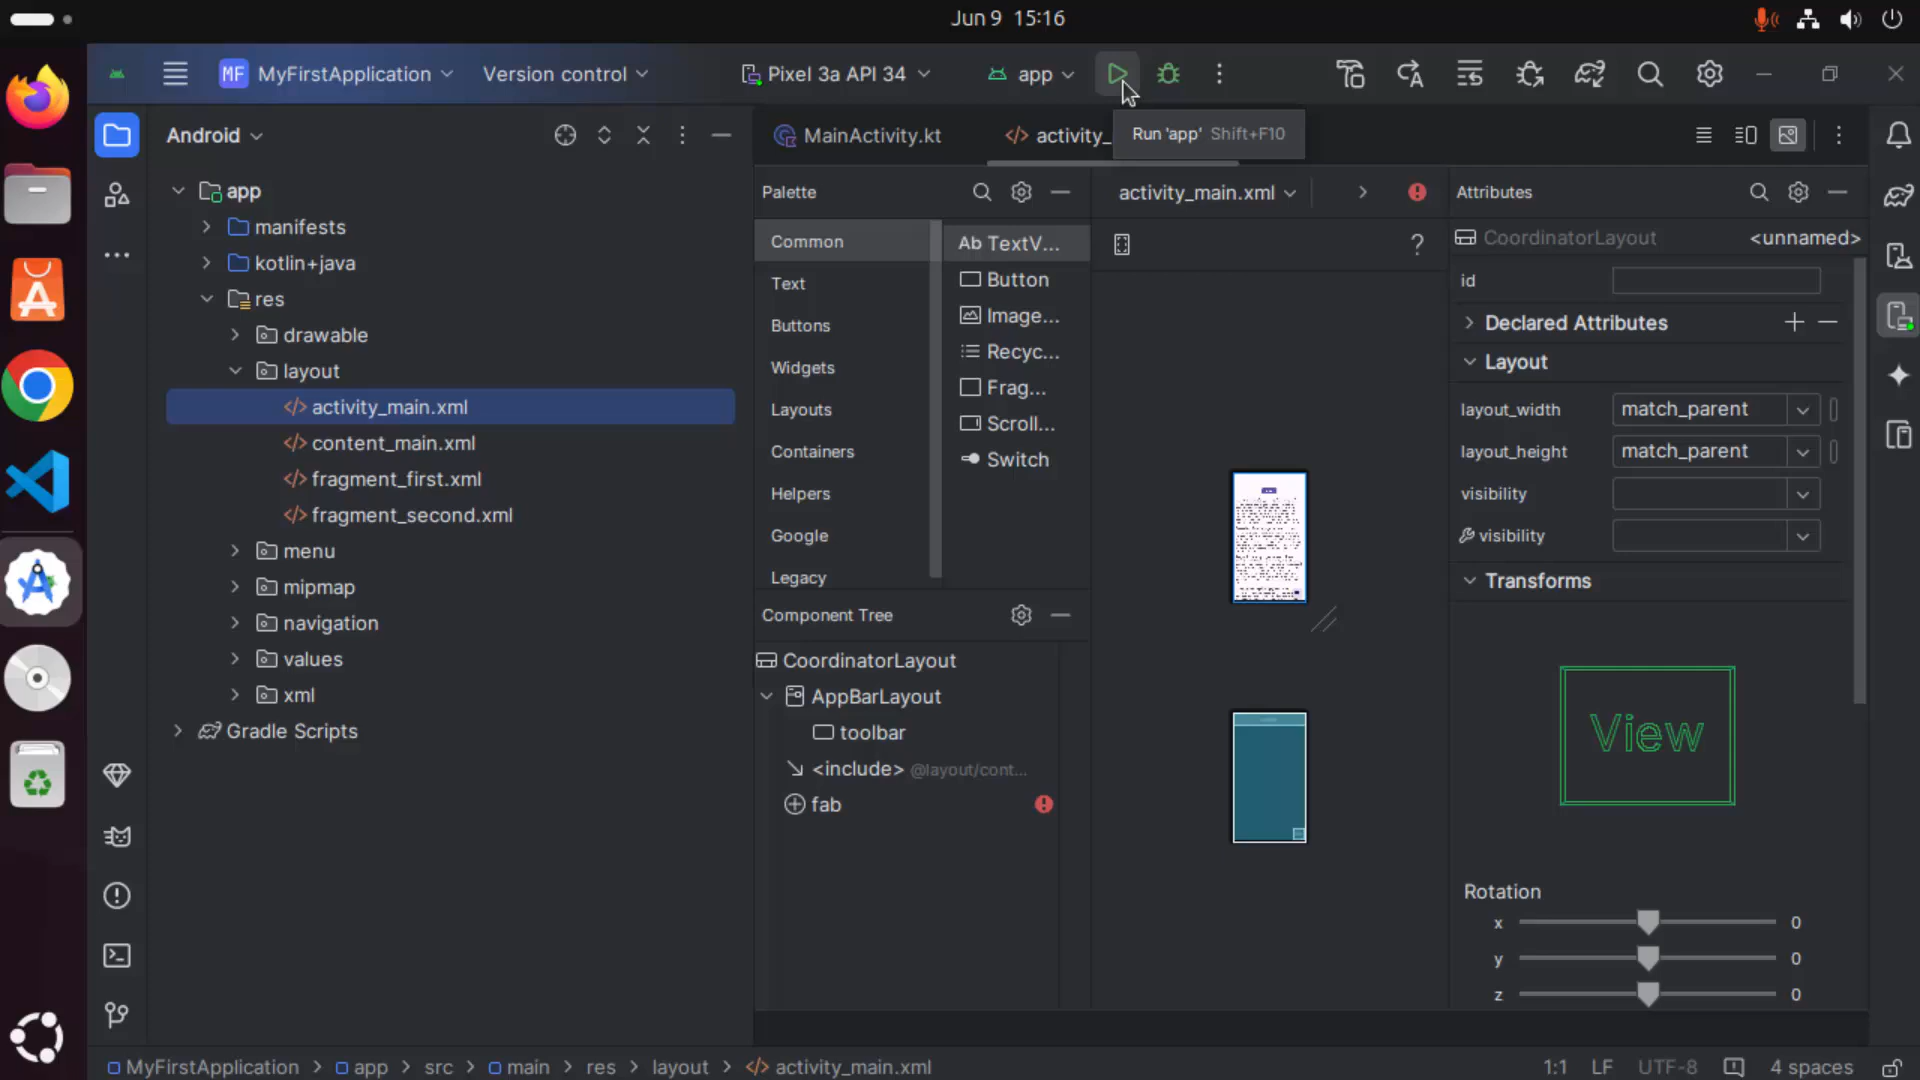 Jun 9 15:16
MF MyFirstApplication Version control Pixel 3a API 34 app
Android
MainActivity.kt activity_
Run 'app' Shift+F10
app
manifests
kotlin+java
res
drawable
layout
activity_main.xml
content_main.xml
fragment_first.xml
fragment_second.xml
menu
mipmap
navigation
values
xml
Gradle Scripts
Palette
Common
Text
Buttons
Widgets
Layouts
Containers
Helpers
Google
Legacy
Ab TextV...
Button
Image...
Recyc...
Frag...
Scroll...
Switch
Component Tree
CoordinatorLayout
AppBarLayout
toolbar
<include> @layout/cont...
fab
activity_main.xml
?
Attributes
CoordinatorLayout <unnamed>
id
Declared Attributes
Layout
layout_width match_parent
layout_height match_parent
visibility
visibility
Transforms
View
Rotation
x 0
y 0
z 0
MyFirstApplication > app > src > main > res > layout > activity_main.xml
1:1 LF UTF-8 4 spaces